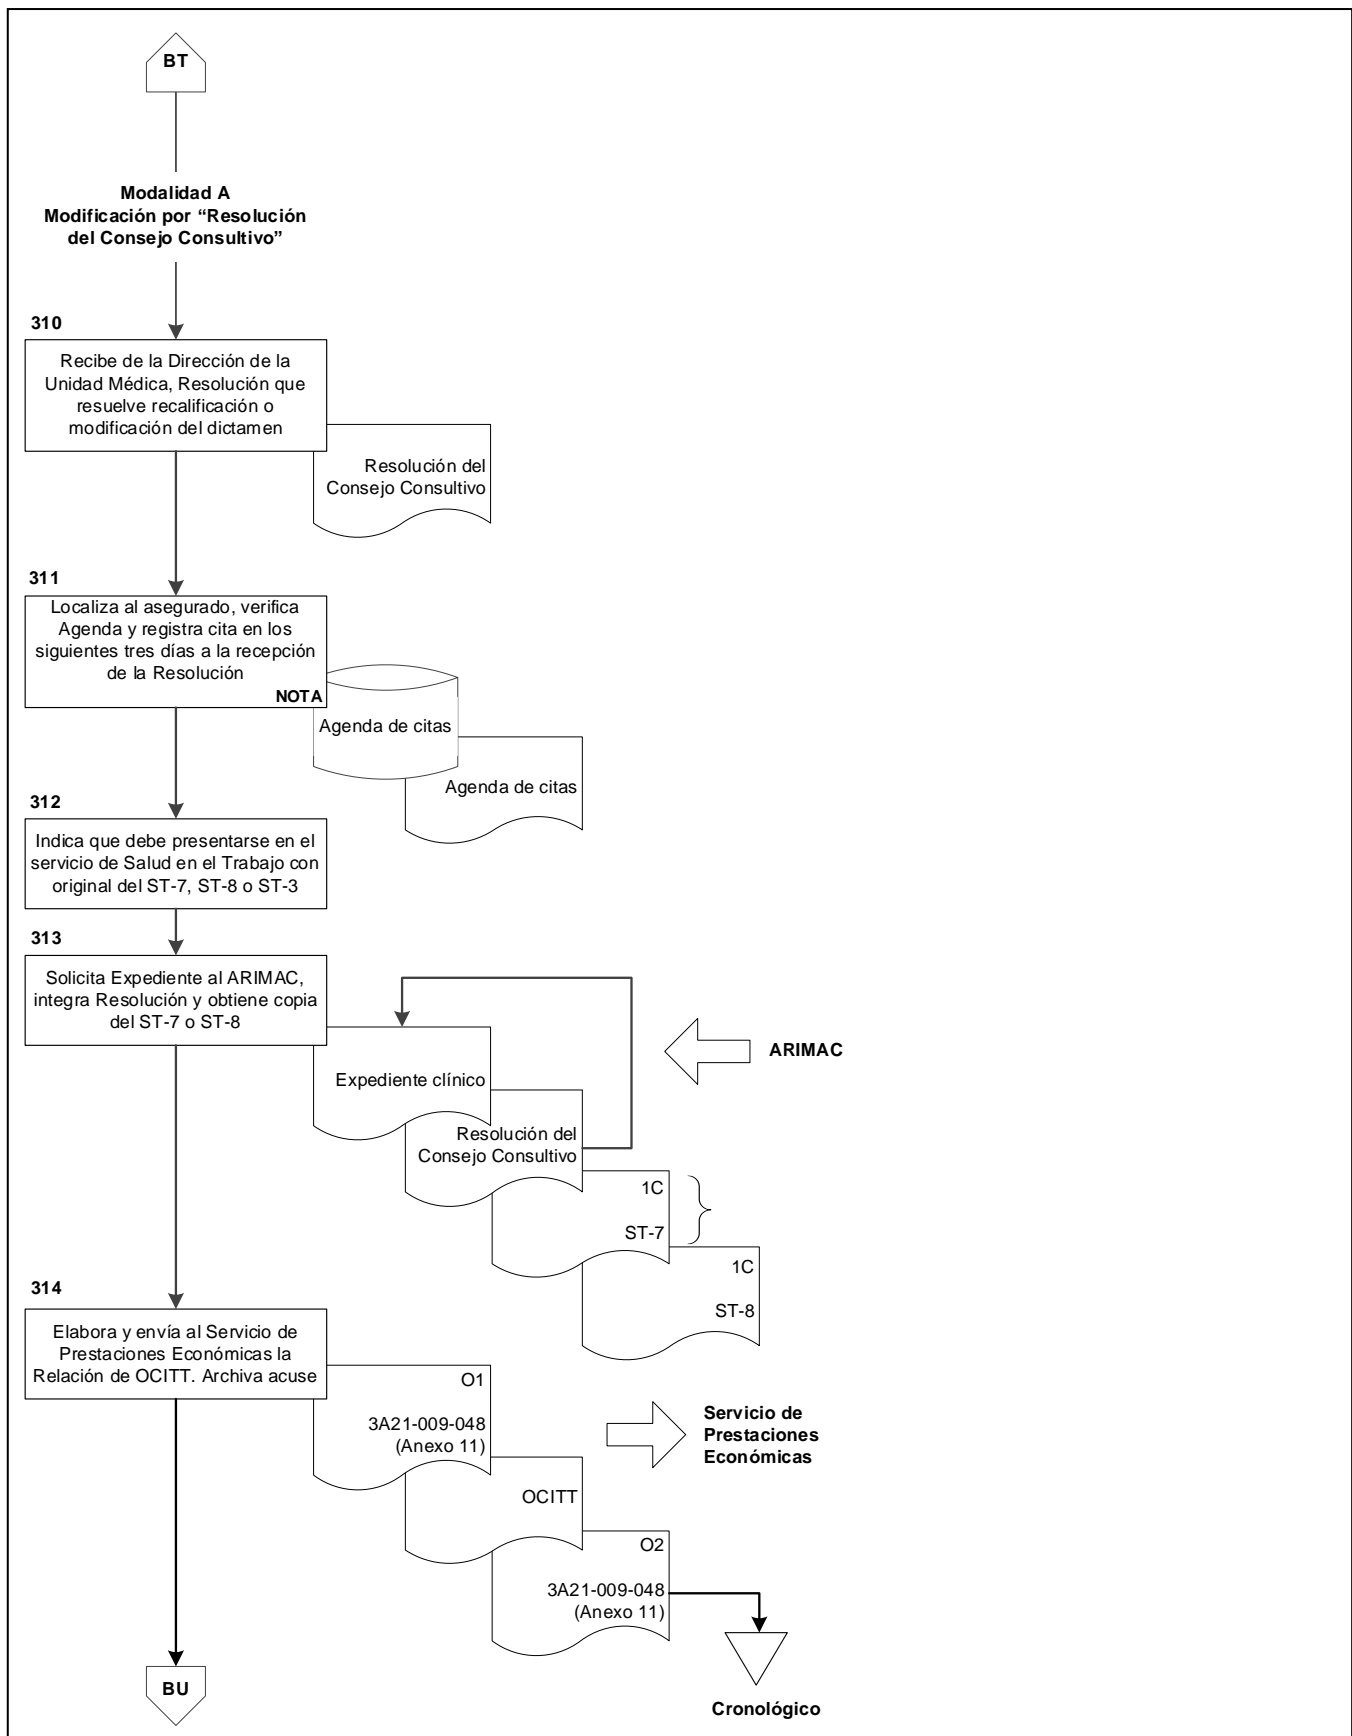 BT
Modalidad A
Modificación por “Resolución
del Consejo Consultivo”
310
Recibe de la Dirección de la
Unidad Médica, Resolución que
resuelve recalificación o
modificación del dictamen
Resolución del
Consejo Consultivo
311
Localiza al asegurado, verifica
Agenda y registra cita en los
siguientes tres días a la recepción
de la Resolución
NOTA
Agenda de citas
Agenda de citas
312
Indica que debe presentarse en el
servicio de Salud en el Trabajo con
original del ST-7, ST-8 o ST-3
313
Solicita Expediente al ARIMAC,
integra Resolución y obtiene copia
del ST-7 o ST-8
ARIMAC
Expediente clínico
Resolución del
Consejo Consultivo
1C
ST-7
1C
ST-8
314
Elabora y envía al Servicio de
Prestaciones Económicas la
Relación de OCITT. Archiva acuse
O1
3A21-009-048
(Anexo 11)
Servicio de
Prestaciones
Económicas
OCITT
O2
3A21-009-048
(Anexo 11)
BU
Cronológico